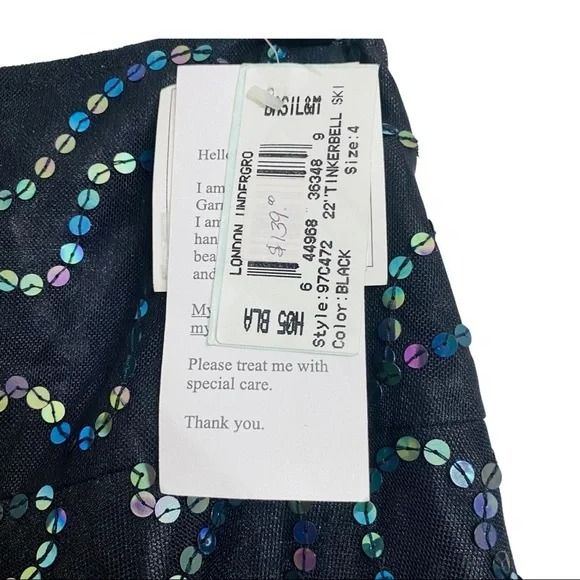 Hello
I am
Garm
I am
han
bea
and
My
my
Please treat me with
special care.
Thank you.
LONDON UNDERGRO
$139.00
6 44968 36348 9
Style:97C472 22"TINKERBELL SKI
Color:BLACK Size:4
H05 BLA